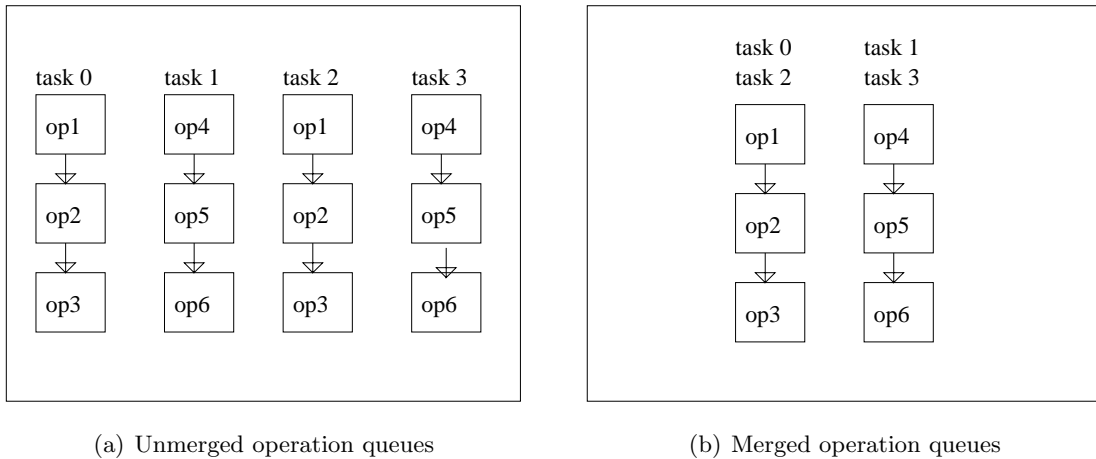 task 0 task 1 task 2 task 3
op1 op4 op1 op4
op2 op5 op2 op5
op3 op6 op3 op6
(a) Unmerged operation queues
task 0 task 1
task 2 task 3
op1 op4
op2 op5
op3 op6
(b) Merged operation queues